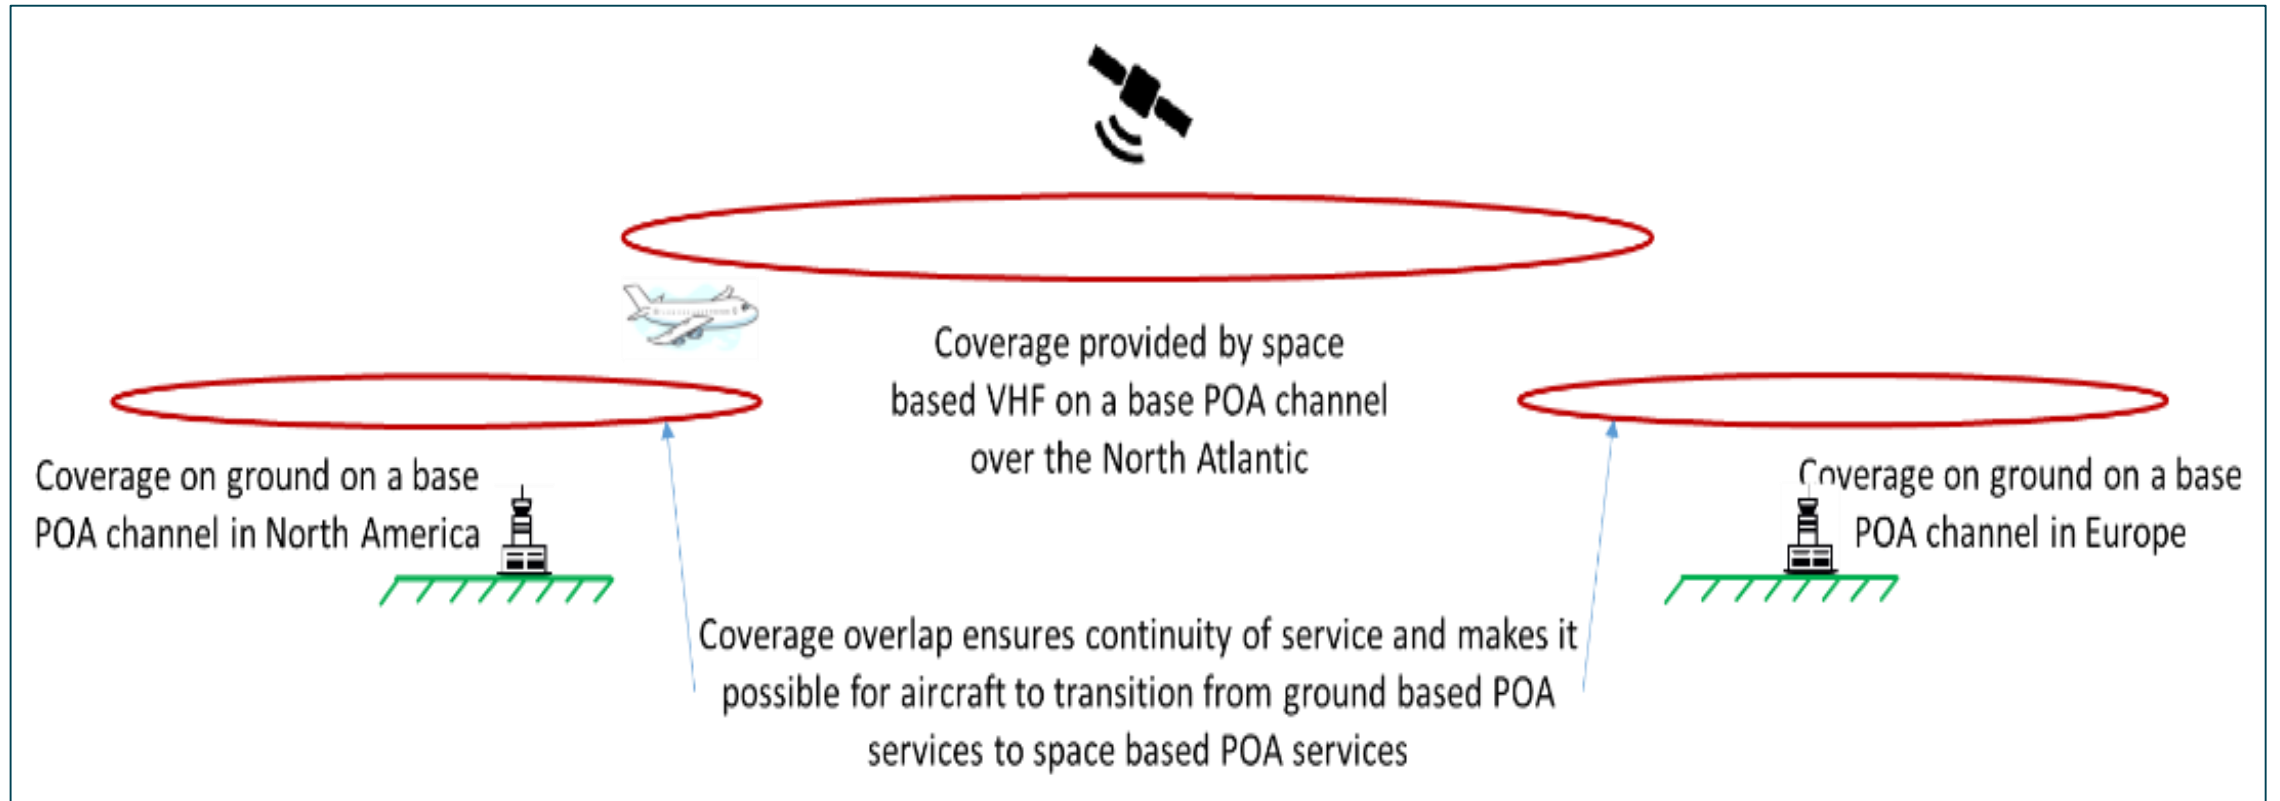 Coverage provided by space
based VHF on a base POA channel
over the North Atlantic
Coverage on ground on a base
POA channel in North America
Coverage on ground on a base
POA channel in Europe
Coverage overlap ensures continuity of service and makes it
possible for aircraft to transition from ground based POA
services to space based POA services